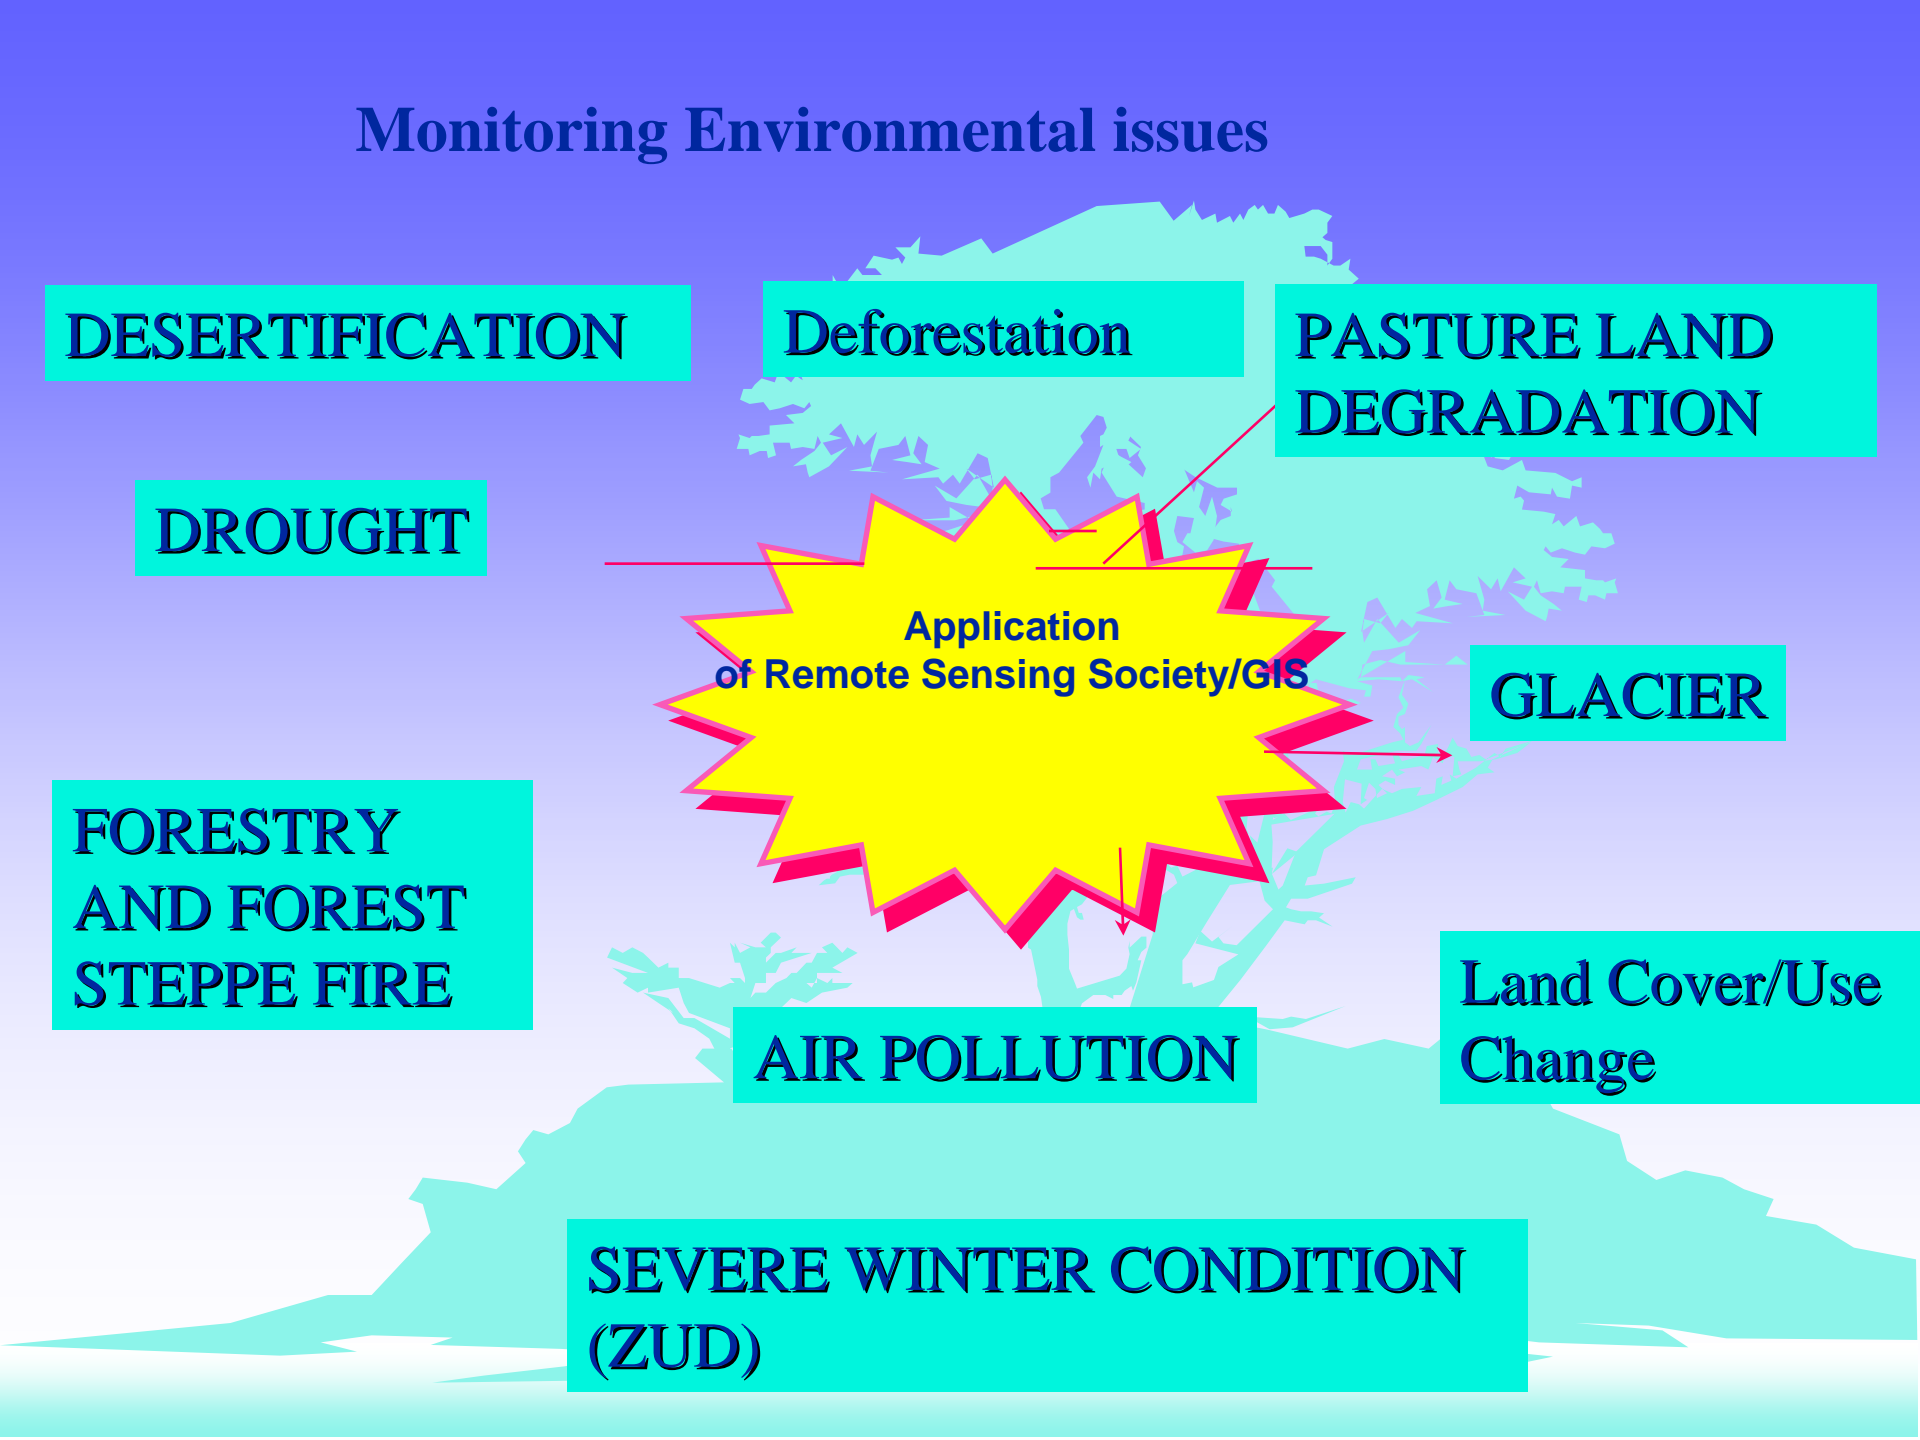 Monitoring Environmental issues
DESERTIFICATION
Deforestation
PASTURE LAND
DEGRADATION
DROUGHT
Application
of Remote Sensing Society/GIS
GLACIER
FORESTRY
AND FOREST
STEPPE FIRE
Land Cover/Use
Change
AIR POLLUTION
SEVERE WINTER CONDITION
(ZUD)